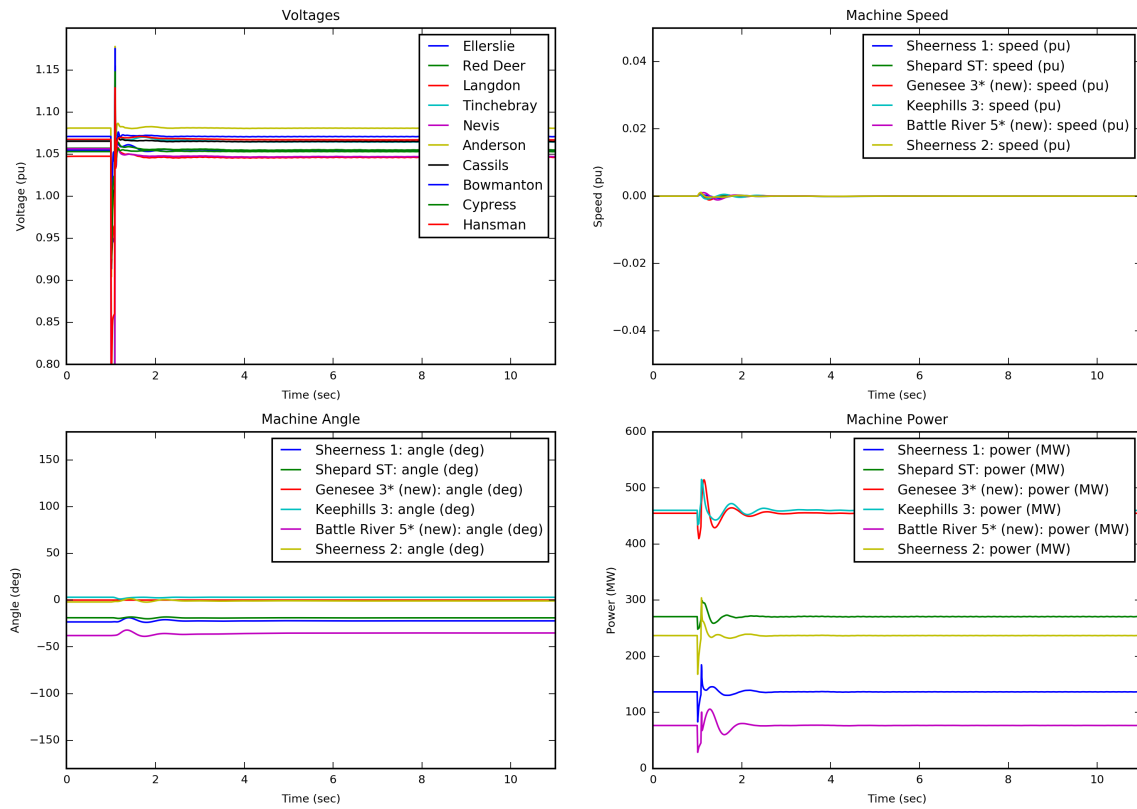 Voltages
1.15
1.10
1.05
1.00
0.95
0.90
0.85
0.80
Voltage (pu)
Ellerslie
Red Deer
Langdon
Tinchebray
Nevis
Anderson
Cassils
Bowmanton
Cypress
Hansman
0 2 4 6 8 10
Time (sec)
Machine Speed
0.04
0.02
0.00
−0.02
−0.04
Speed (pu)
Sheerness 1: speed (pu)
Shepard ST: speed (pu)
Genesee 3* (new): speed (pu)
Keephills 3: speed (pu)
Battle River 5* (new): speed (pu)
Sheerness 2: speed (pu)
0 2 4 6 8 10
Time (sec)
Machine Angle
150
100
50
0
−50
−100
−150
Angle (deg)
Sheerness 1: angle (deg)
Shepard ST: angle (deg)
Genesee 3* (new): angle (deg)
Keephills 3: angle (deg)
Battle River 5* (new): angle (deg)
Sheerness 2: angle (deg)
0 2 4 6 8 10
Time (sec)
Machine Power
600
500
400
300
200
100
0
Power (MW)
Sheerness 1: power (MW)
Shepard ST: power (MW)
Genesee 3* (new): power (MW)
Keephills 3: power (MW)
Battle River 5* (new): power (MW)
Sheerness 2: power (MW)
0 2 4 6 8 10
Time (sec)